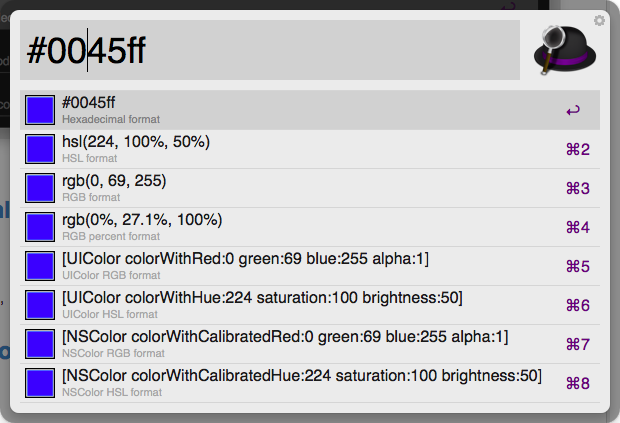 #0045ff
#0045ff
Hexadecimal format
↩
hsl(224, 100%, 50%)
HSL format
⌘2
rgb(0, 69, 255)
RGB format
⌘3
rgb(0%, 27.1%, 100%)
RGB percent format
⌘4
[UIColor colorWithRed:0 green:69 blue:255 alpha:1]
UIColor RGB format
⌘5
[UIColor colorWithHue:224 saturation:100 brightness:50]
UIColor HSL format
⌘6
[NSColor colorWithCalibratedRed:0 green:69 blue:255 alpha:1]
NSColor RGB format
⌘7
[NSColor colorWithCalibratedHue:224 saturation:100 brightness:50]
NSColor HSL format
⌘8